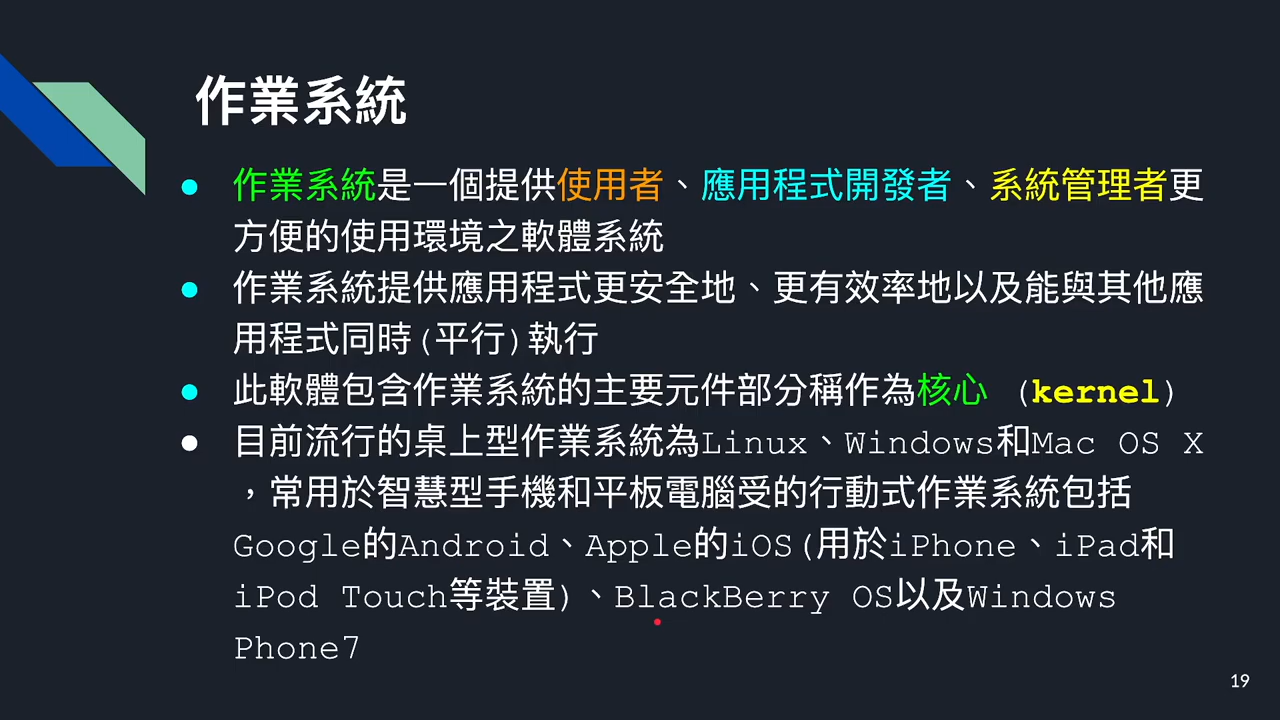 作業系統
作業系統是一個提供使用者、應用程式開發者、系統管理者更
方便的使用環境之軟體系統
作業系統提供應用程式更安全地、更有效率地以及能與其他應
用程式同時(平行)執行
此軟體包含作業系統的主要元件部分稱作為核心 (kernel)
目前流行的桌上型作業系統為Linux、Windows和Mac OS X
,常用於智慧型手機和平板電腦受的行動式作業系統包括
Google的Android、Apple的iOS(用於iPhone、iPad和
iPod Touch等裝置)、BlackBerry OS以及Windows
Phone7
19